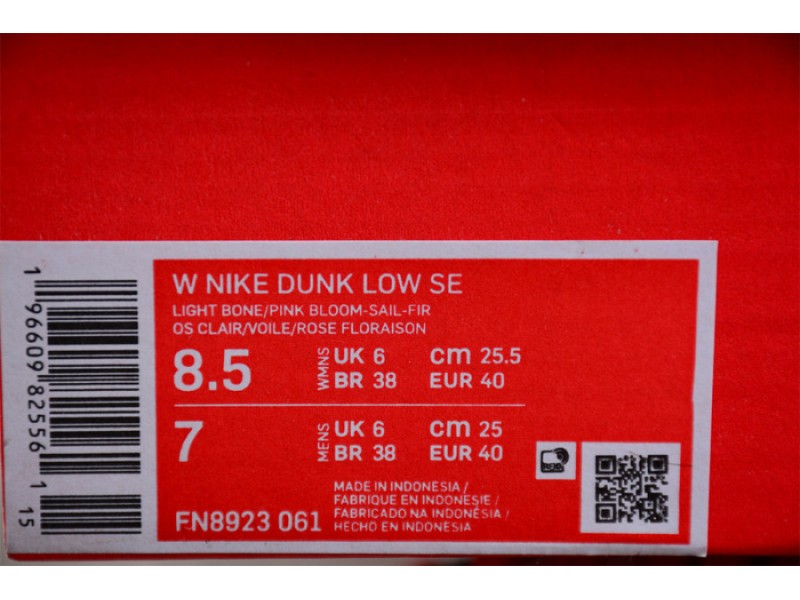 W NIKE DUNK LOW SE
LIGHT BONE/PINK BLOOM-SAIL-FIR
OS CLAIR/VOILE/ROSE FLORAISON
8.5 WMNS UK 6 cm 25.5
BR 38 EUR 40
7 MENS UK 6 cm 25
BR 38 EUR 40
MADE IN INDONESIA /
FABRIQUE EN INDONESIE /
FABRICADO NA INDONÉSIA /
HECHO EN INDONESIA
FN8923 061
1 96609 82556 1
15